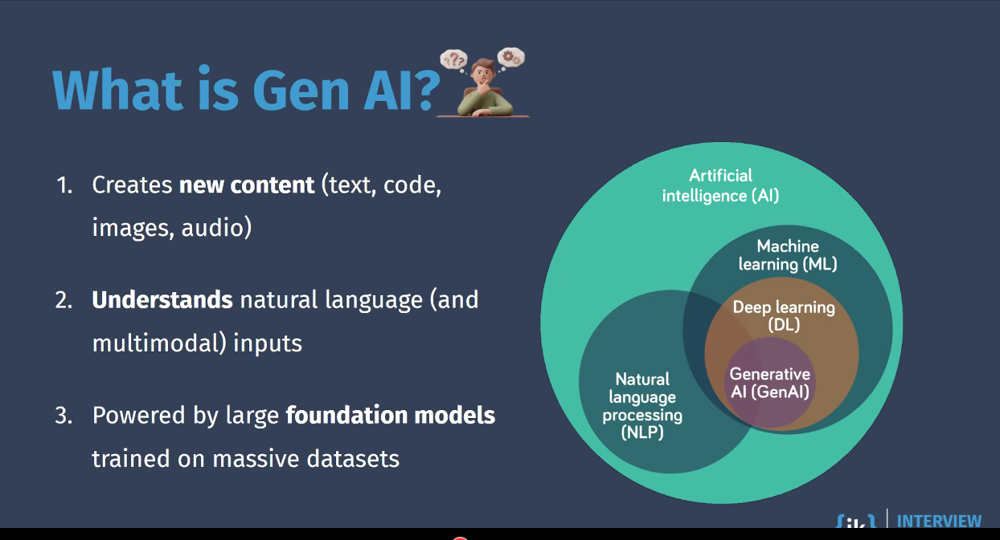 What is Gen AI?
???
1. Creates new content (text, code,
images, audio)
2. Understands natural language (and
multimodal) inputs
3. Powered by large foundation models
trained on massive datasets
Artificial
intelligence (AI)
Machine
learning (ML)
Deep learning
(DL)
Generative
AI (GenAI)
Natural
language
processing
(NLP)
{ik} INTERVIEW